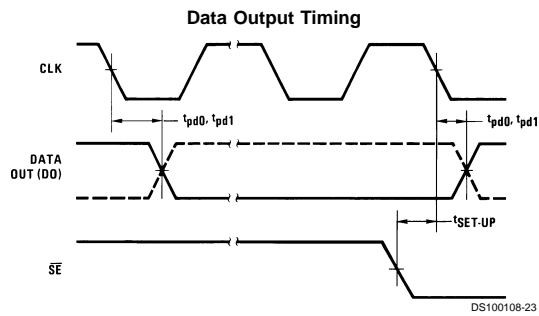 Data Output Timing
CLK
tpd0, tpd1
tpd0, tpd1
DATA
OUT (DO)
tSET-UP
SE
DS100108-23